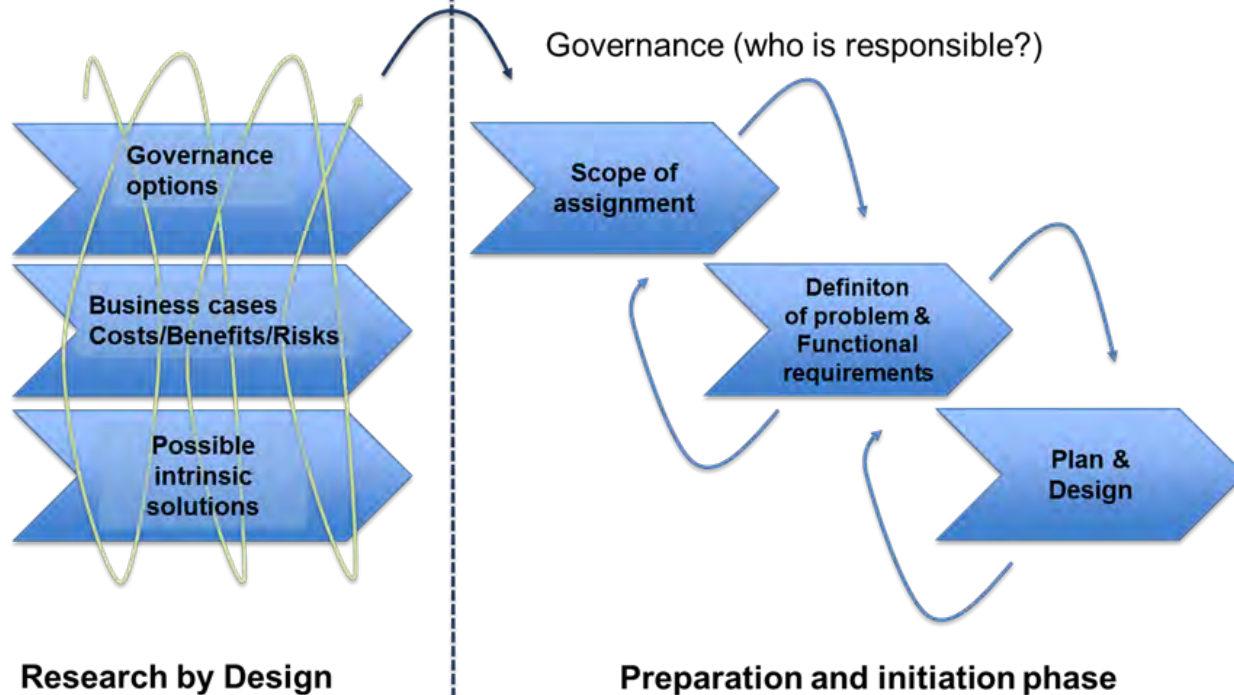 Governance (who is responsible?)
Governance
options
Business cases
Costs/Benefits/Risks
Possible
intrinsic
solutions
Scope of
assignment
Definiton
of problem &
Functional
requirements
Plan &
Design
Research by Design
Preparation and initiation phase